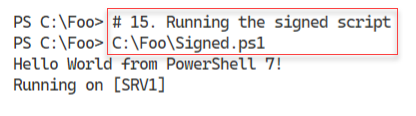 PS C:\Foo> # 15. Running the signed script
PS C:\Foo> C:\Foo\Signed.ps1
Hello World from PowerShell 7!
Running on [SRV1]